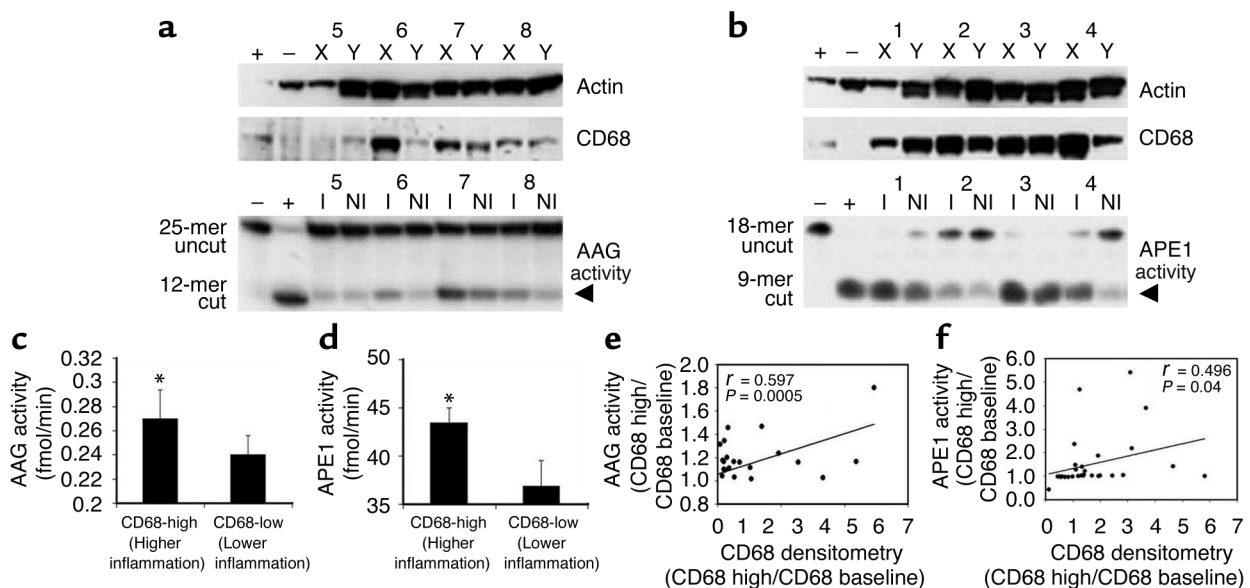 a
5 6 7 8
+ – X Y X Y X Y X Y
Actin
CD68
5 6 7 8
– + I NI I NI I NI I NI
25-mer
uncut
AAG
activity
12-mer
cut
b
1 2 3 4
+ – X Y X Y X Y X Y
Actin
CD68
1 2 3 4
– + I NI I NI I NI I NI
18-mer
uncut
APE1
activity
9-mer
cut
c
AAG activity
(fmol/min)
0.32
0.3
0.28
0.26
0.24
0.22
0.2
*
CD68-high
(Higher
inflammation)
CD68-low
(Lower
inflammation)
d
APE1 activity
(fmol/min)
50
45
40
35
*
CD68-high
(Higher
inflammation)
CD68-low
(Lower
inflammation)
e
AAG activity
(CD68 high/
CD68 baseline)
2.0
1.8
1.6
1.4
1.2
1.0
0.8
r = 0.597
P = 0.0005
0 1 2 3 4 5 6 7
CD68 densitometry
(CD68 high/CD68 baseline)
f
APE1 activity
(CD68 high/
CD68 baseline)
6.0
5.0
4.0
3.0
2.0
1.0
0.0
r = 0.496
P = 0.04
0 1 2 3 4 5 6 7
CD68 densitometry
(CD68 high/CD68 baseline)